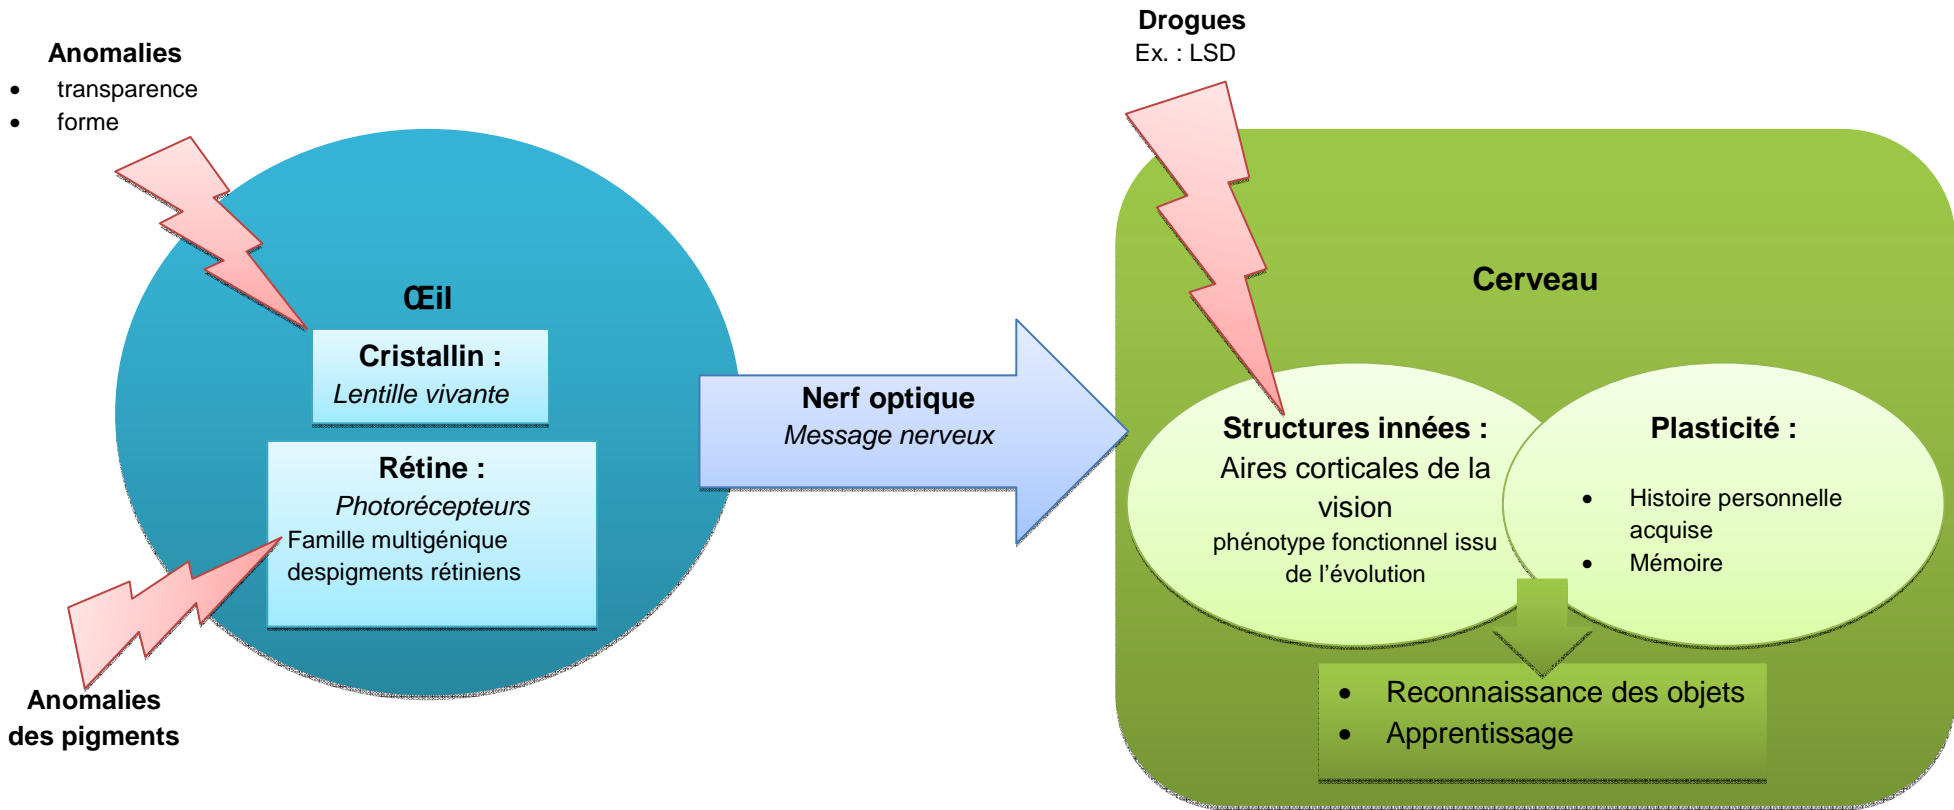 Anomalies
• transparence
• forme
Œil
Cristallin :
Lentille vivante
Rétine :
Photorécepteurs
Famille multigénique
despigments rétiniens
Anomalies
des pigments
Nerf optique
Message nerveux
Drogues
Ex. : LSD
Cerveau
Structures innées :
Aires corticales de la
vision
phénotype fonctionnel issu
de l’évolution
Plasticité :
• Histoire personnelle
acquise
• Mémoire
• Reconnaissance des objets
• Apprentissage